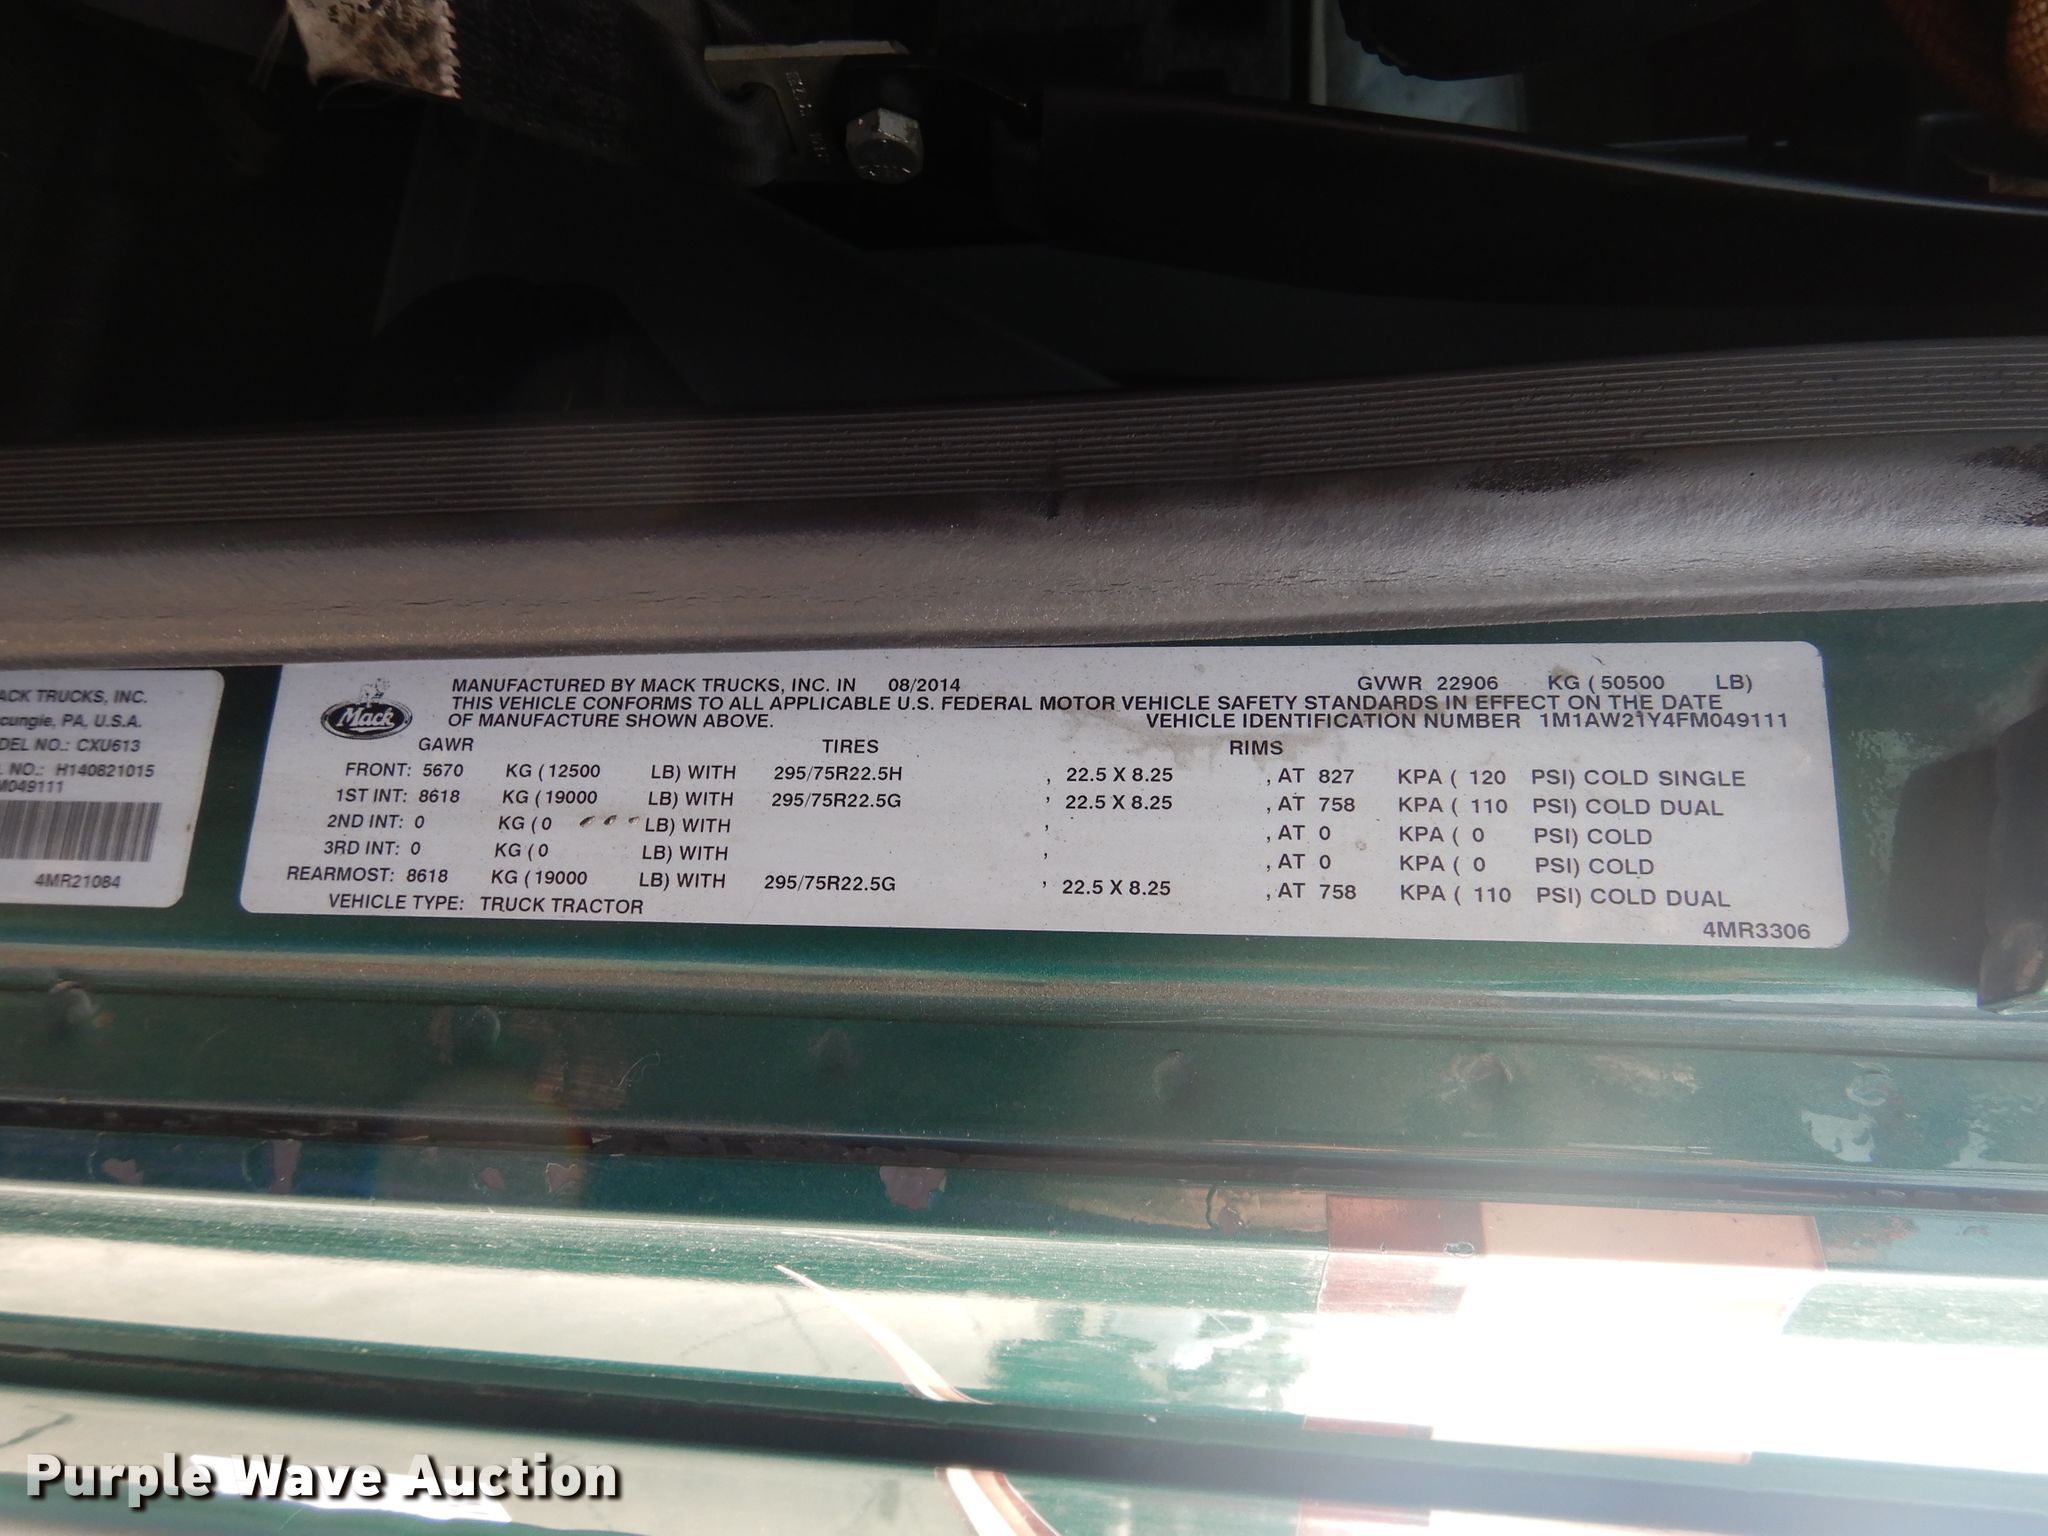 ACK TRUCKS, INC.
cungie, PA, U.S.A.
DEL NO.: CXU613
L NO.: H140821015
M049111
4MR21084
Mack
MANUFACTURED BY MACK TRUCKS, INC. IN 08/2014 GVWR 22906 KG (50500 LB)
THIS VEHICLE CONFORMS TO ALL APPLICABLE U.S. FEDERAL MOTOR VEHICLE SAFETY STANDARDS IN EFFECT ON THE DATE
OF MANUFACTURE SHOWN ABOVE. VEHICLE IDENTIFICATION NUMBER 1M1AW21Y4FM049111
GAWR TIRES RIMS
FRONT: 5670 KG (12500 LB) WITH 295/75R22.5H , 22.5 X 8.25 , AT 827 KPA ( 120 PSI) COLD SINGLE
1ST INT: 8618 KG (19000 LB) WITH 295/75R22.5G , 22.5 X 8.25 , AT 758 KPA ( 110 PSI) COLD DUAL
2ND INT: 0 KG (0 LB) WITH , , AT 0 KPA ( 0 PSI) COLD
3RD INT: 0 KG (0 LB) WITH , , AT 0 KPA ( 0 PSI) COLD
REARMOST: 8618 KG (19000 LB) WITH 295/75R22.5G , 22.5 X 8.25 , AT 758 KPA ( 110 PSI) COLD DUAL
VEHICLE TYPE: TRUCK TRACTOR
4MR3306
Purple Wave Auction